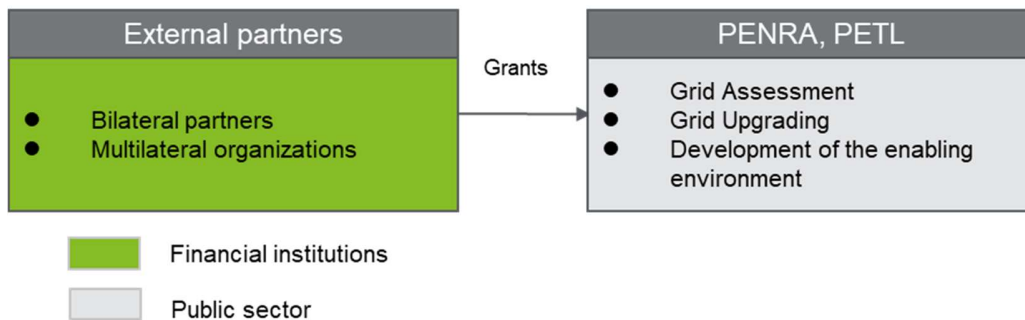 External partners
● Bilateral partners
● Multilateral organizations
Grants
PENRA, PETL
● Grid Assessment
● Grid Upgrading
● Development of the enabling
environment
Financial institutions
Public sector